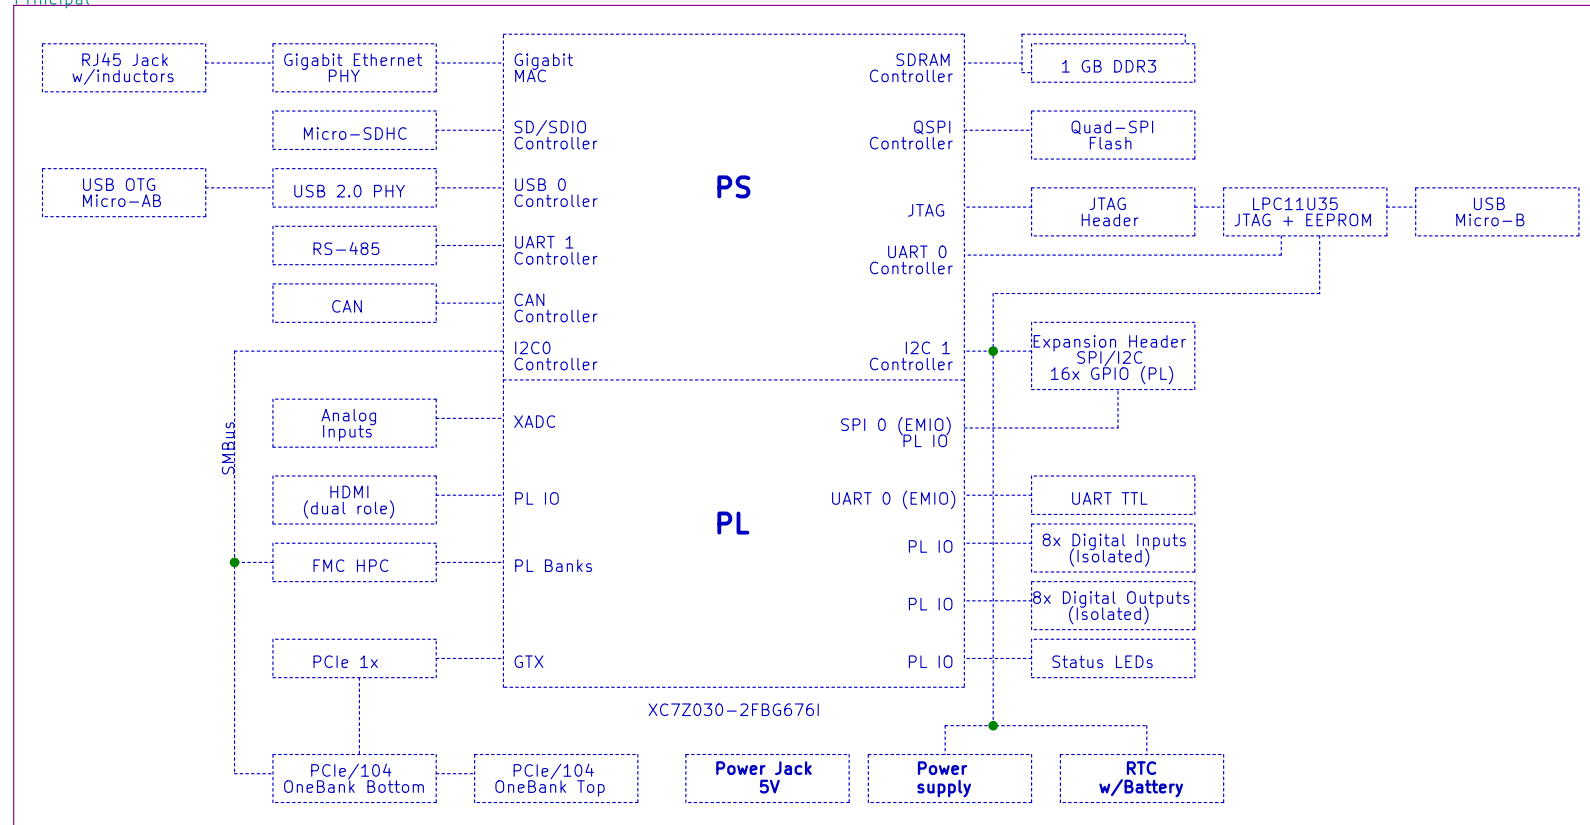 Principal
RJ45 Jack
w/inductors
Gigabit Ethernet
PHY
Gigabit
MAC
SDRAM
Controller
1 GB DDR3
Micro-SDHC
SD/SDIO
Controller
QSPI
Controller
Quad-SPI
Flash
USB OTG
Micro-AB
USB 2.0 PHY
USB 0
Controller
PS
JTAG
JTAG
Header
LPC11U35
JTAG + EEPROM
USB
Micro-B
RS-485
UART 1
Controller
UART 0
Controller
CAN
CAN
Controller
I2C0
Controller
I2C 1
Controller
Expansion Header
SPI/I2C
16x GPIO (PL)
Analog
Inputs
XADC
SPI 0 (EMIO)
PL IO
SMBus
HDMI
(dual role)
PL IO
PL
UART 0 (EMIO)
UART TTL
PL IO
8x Digital Inputs
(Isolated)
FMC HPC
PL Banks
PL IO
8x Digital Outputs
(Isolated)
PCIe 1x
GTX
PL IO
Status LEDs
XC7Z030-2FBG676I
PCIe/104
OneBank Bottom
PCIe/104
OneBank Top
Power Jack
5V
Power
supply
RTC
w/Battery